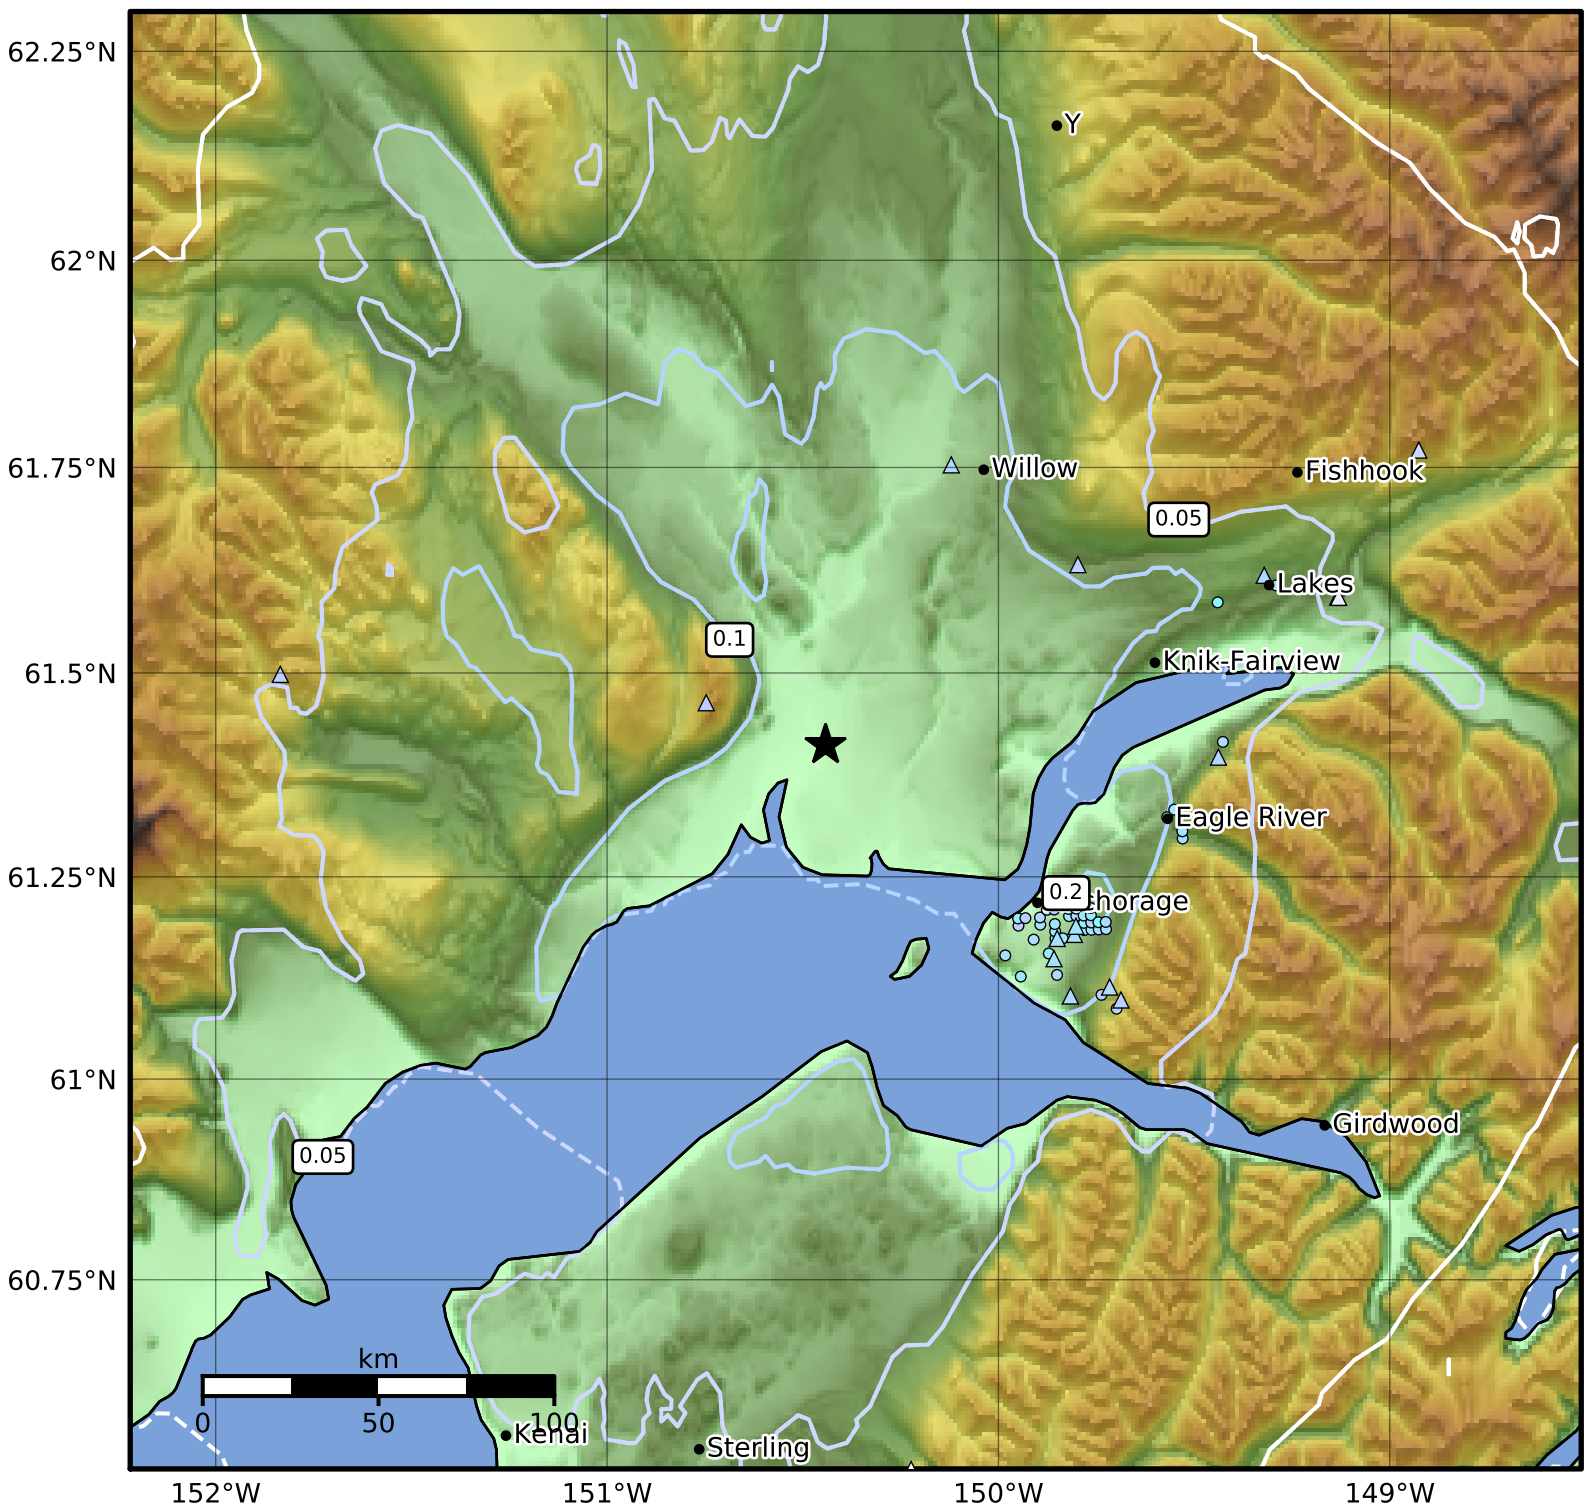 62.25°N
Y
62°N
61.75°N
Willow
Fishhook
0.05
Lakes
0.1
61.5°N
Knik-Fairview
Eagle River
61.25°N
0.2
chorage
61°N
Girdwood
0.05
60.75°N
km
0 50 100
Kenai
Sterling
152°W 151°W 150°W 149°W